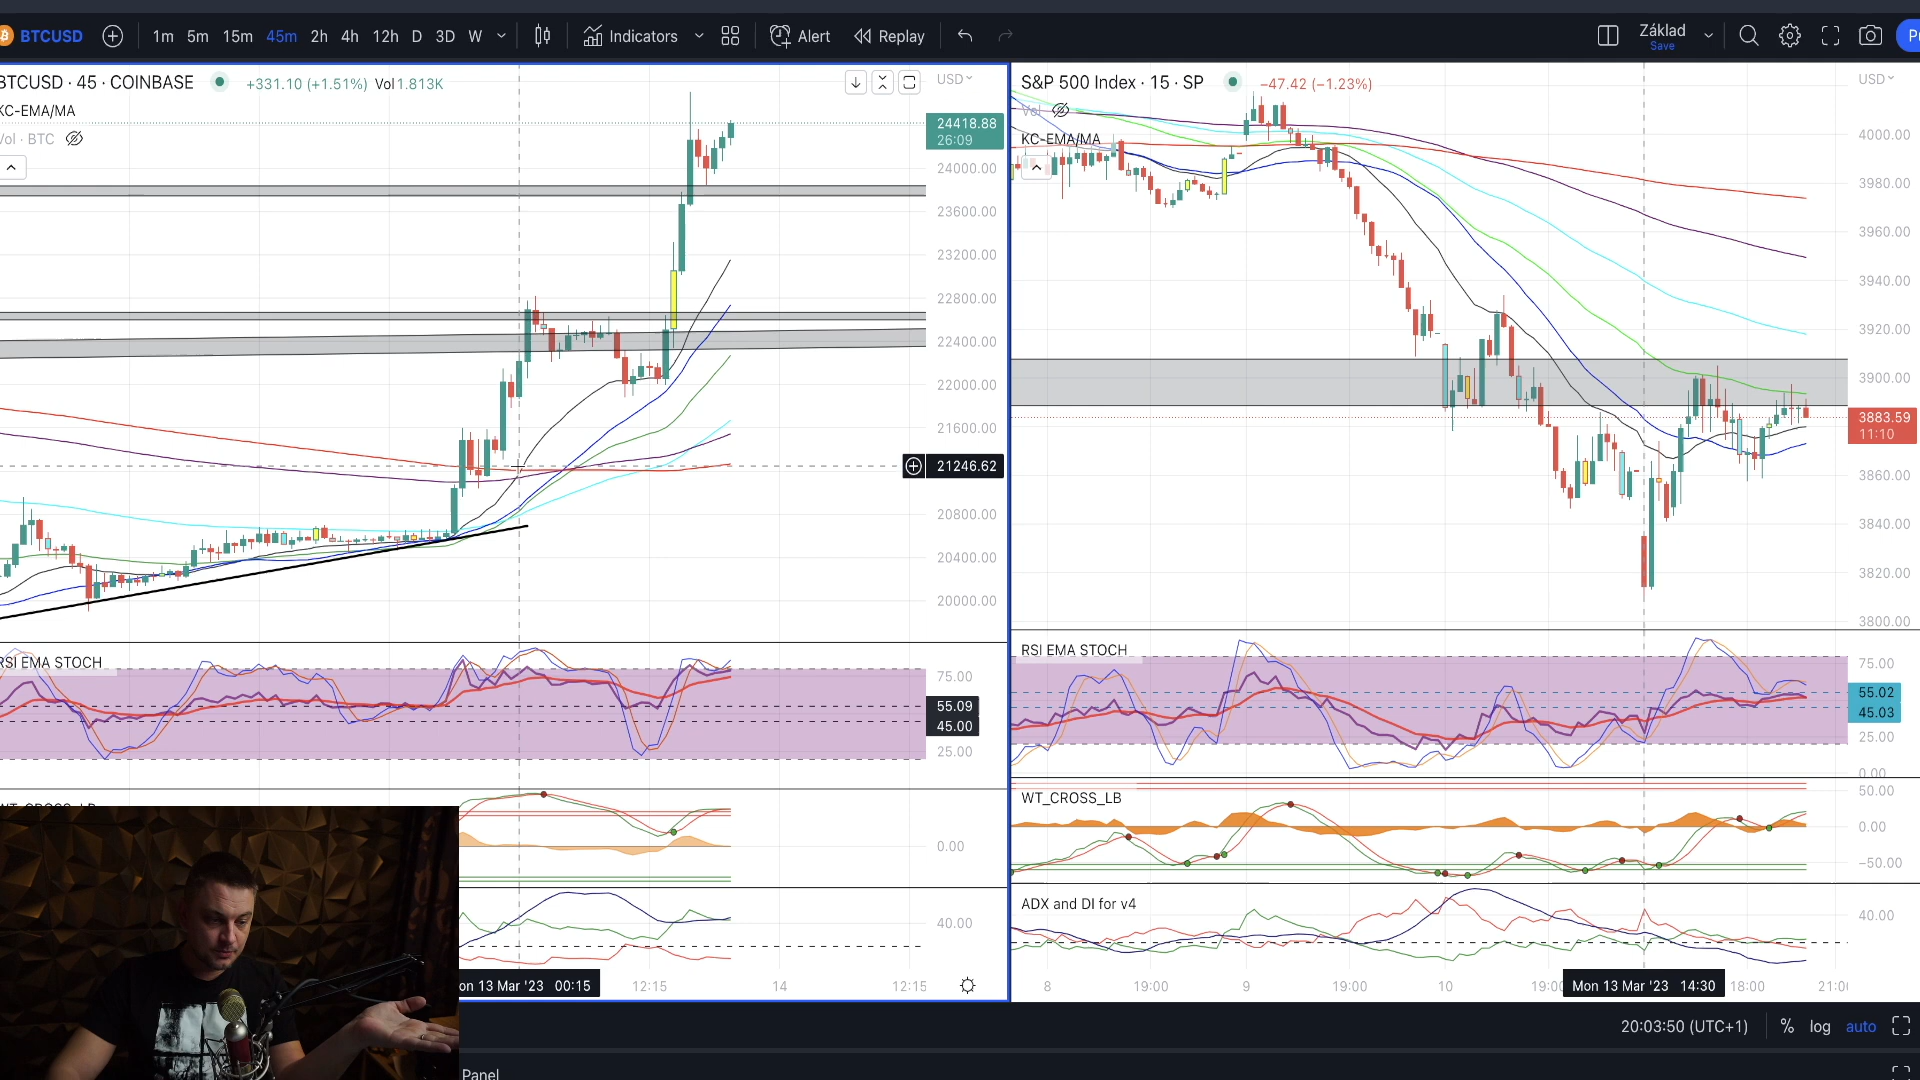 BTCUSD 1m 5m 15m 45m 2h 4h 12h D 3D W Indicators Alert Replay Základ
Save
BTCUSD · 45 · COINBASE +331.10 (+1.51%) Vol 1.813K
KC-EMA/MA
Vol · BTC
USD
24418.88
26:09
24000.00
23600.00
23200.00
22800.00
22400.00
22000.00
21600.00
21246.62
20800.00
20400.00
20000.00
RSI EMA STOCH
75.00
55.09
45.00
25.00
0.00
40.00
on 13 Mar '23 00:15 12:15 14 12:15
S&P 500 Index · 15 · SP −47.42 (−1.23%)
Vol
KC-EMA/MA
USD
4000.00
3980.00
3960.00
3940.00
3920.00
3900.00
3883.59
11:10
3860.00
3840.00
3820.00
3800.00
RSI EMA STOCH
75.00
55.02
45.03
25.00
0.00
WT_CROSS_LB
50.00
0.00
−50.00
ADX and DI for v4
40.00
8 19:00 9 19:00 10 19:00 Mon 13 Mar '23 14:30 18:00 21:0
20:03:50 (UTC+1) % log auto
Panel